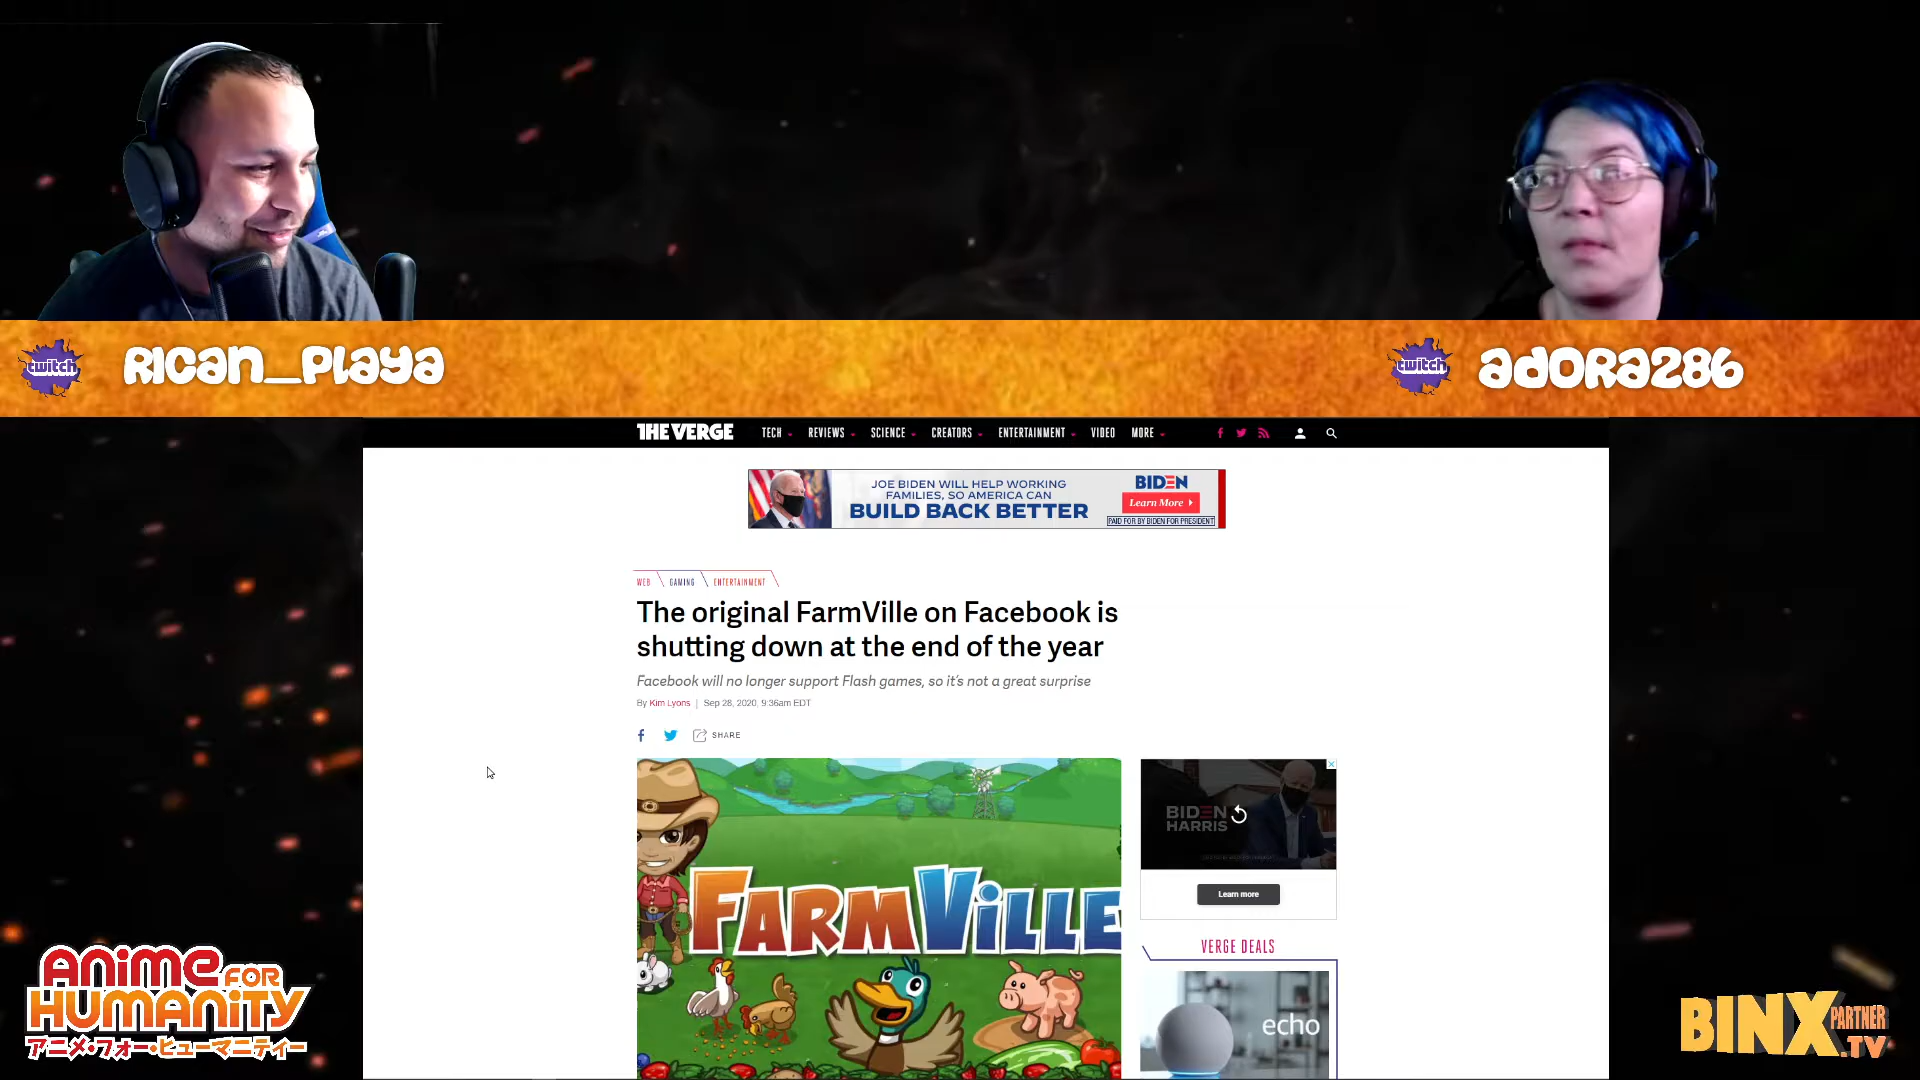 twitch
RICAN_PLAYA
twitch
ADORA286
THE VERGE
TECH
REVIEWS
SCIENCE
CREATORS
ENTERTAINMENT
VIDEO
MORE
JOE BIDEN WILL HELP WORKING
FAMILIES, SO AMERICA CAN
BUILD BACK BETTER
BIDEN
Learn More
PAID FOR BY BIDEN FOR PRESIDENT
WEB
GAMING
ENTERTAINMENT
The original FarmVille on Facebook is
shutting down at the end of the year
Facebook will no longer support Flash games, so it's not a great surprise
By Kim Lyons | Sep 28, 2020, 9:36am EDT
SHARE
FARMVILLE
BIDEN
HARRIS
Learn more
VERGE DEALS
echo
ANIME FOR
HUMANITY
アニメ・フォー・ヒューマニティー
BINX PARTNER
.TV